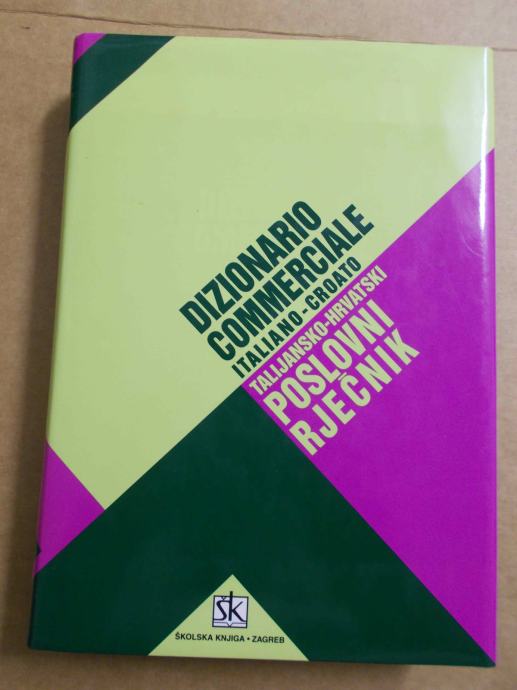 DIZIONARIO
COMMERCIALE
ITALIANO-CROATO
TALIJANSKO-HRVATSKI
POSLOVNI
RJEČNIK
šk
ŠKOLSKA KNJIGA • ZAGREB